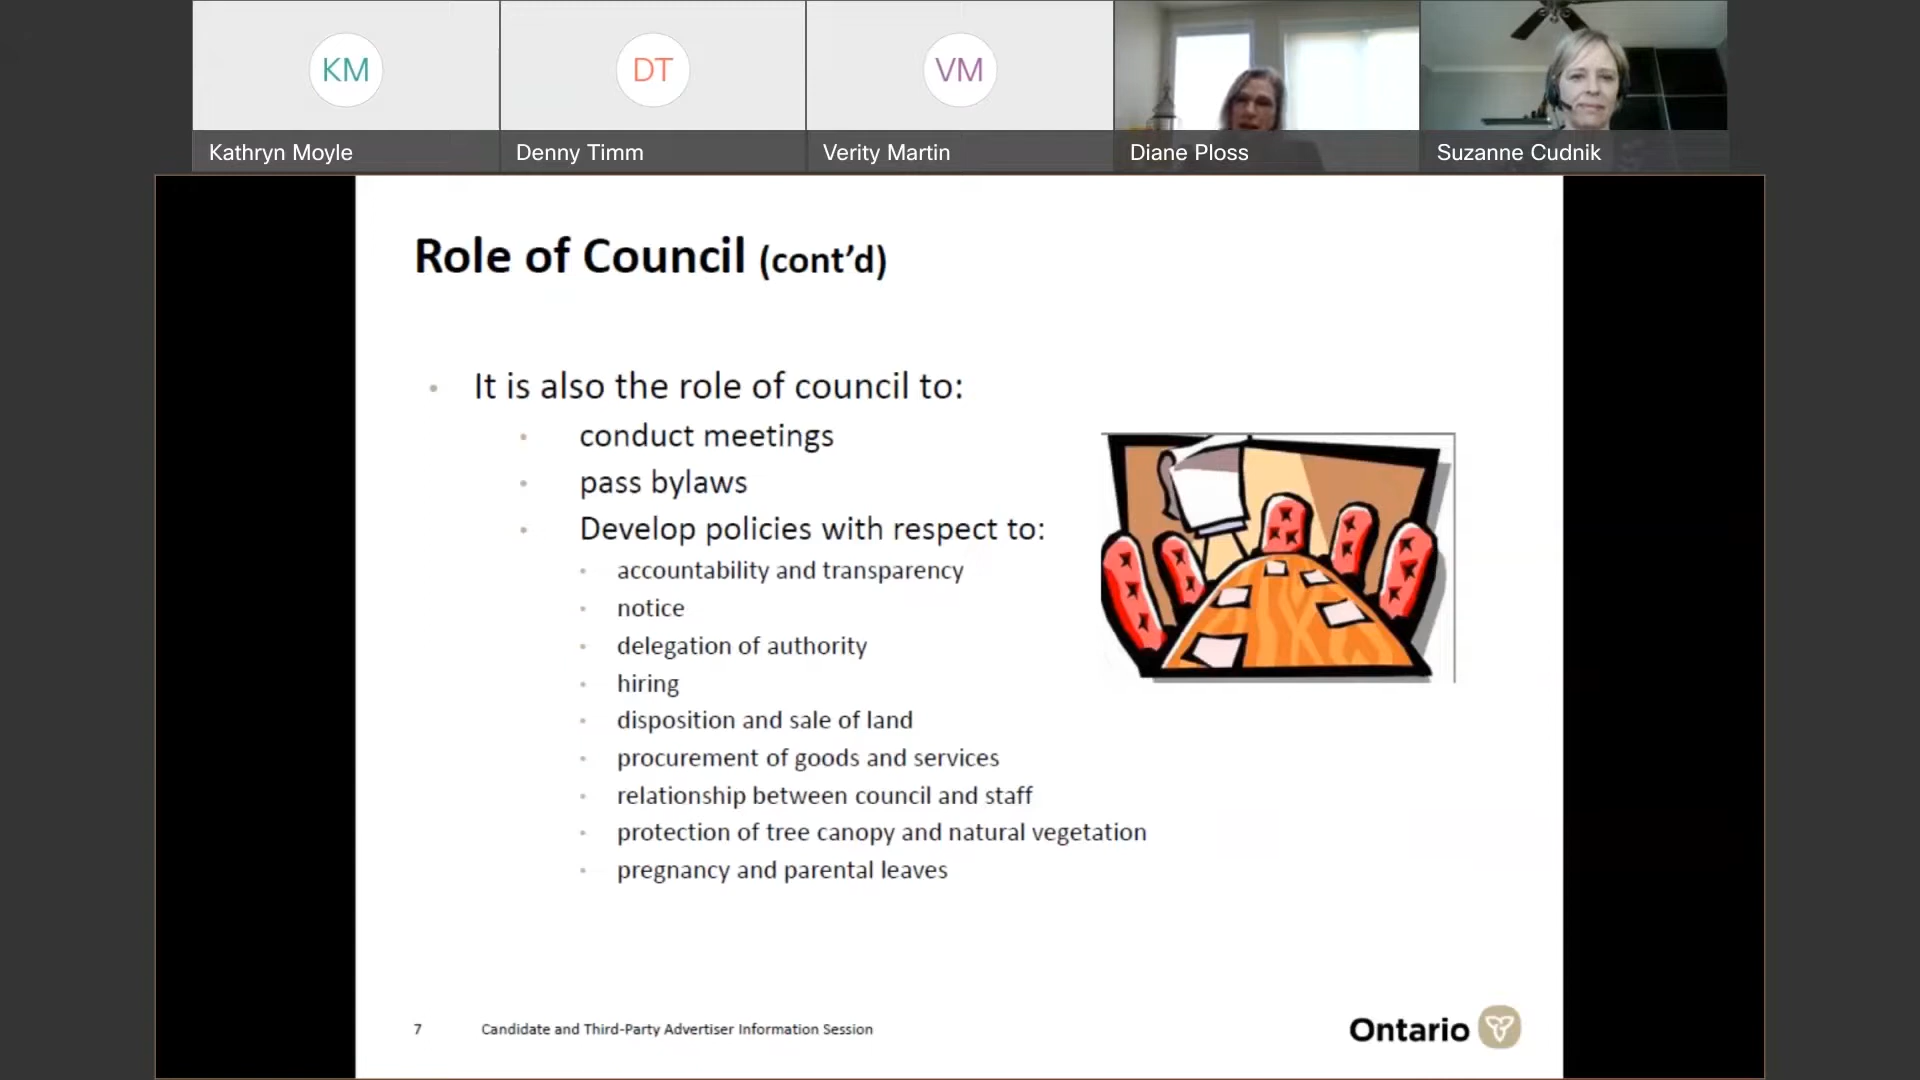 KM
DT
VM
Kathryn Moyle
Denny Timm
Verity Martin
Diane Ploss
Suzanne Cudnik
Role of Council (cont’d)
• It is also the role of council to:
• conduct meetings
• pass bylaws
• Develop policies with respect to:
• accountability and transparency
• notice
• delegation of authority
• hiring
• disposition and sale of land
• procurement of goods and services
• relationship between council and staff
• protection of tree canopy and natural vegetation
• pregnancy and parental leaves
7 Candidate and Third-Party Advertiser Information Session
Ontario